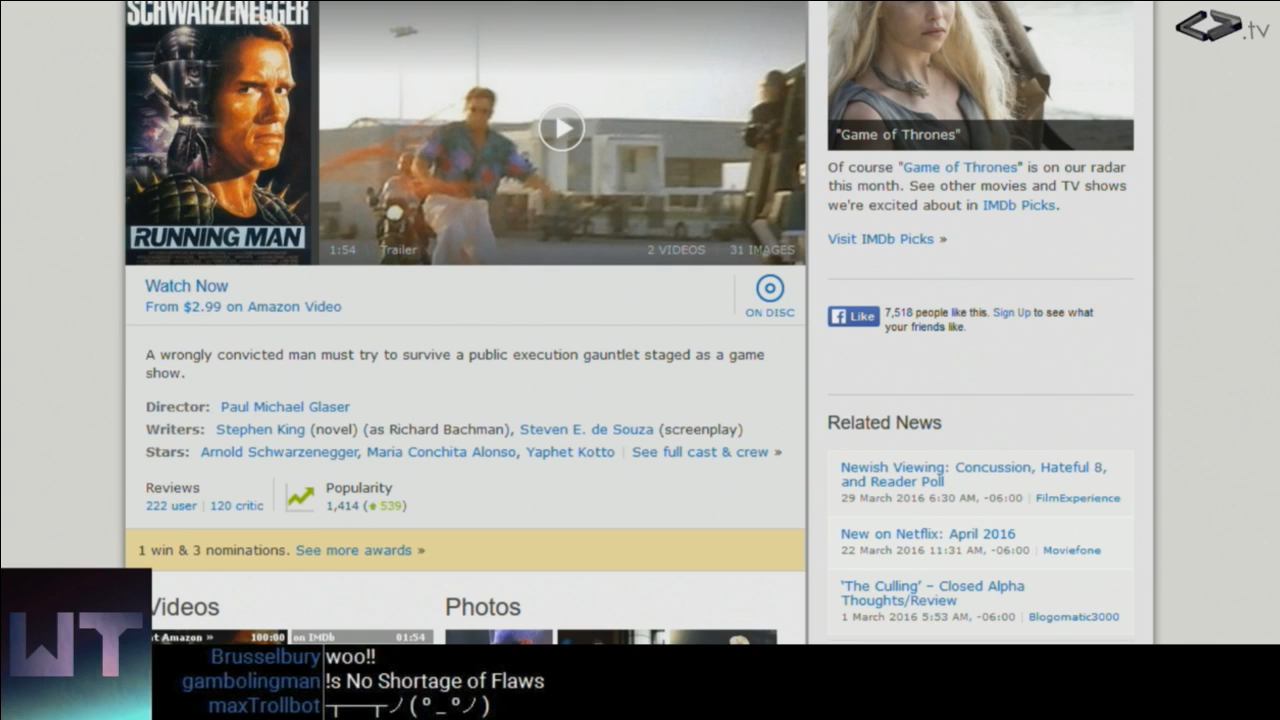 SCHWARZENEGGER
RUNNING MAN
1:54 Trailer 2 VIDEOS 31 IMAGES
Watch Now
From $2.99 on Amazon Video
ON DISC
A wrongly convicted man must try to survive a public execution gauntlet staged as a game
show.
Director: Paul Michael Glaser
Writers: Stephen King (novel) (as Richard Bachman), Steven E. de Souza (screenplay)
Stars: Arnold Schwarzenegger, Maria Conchita Alonso, Yaphet Kotto | See full cast & crew »
Reviews
222 user | 120 critic
Popularity
1,414 (539)
1 win & 3 nominations. See more awards »
Videos
Photos
t Amazon » 100:00
on IMDb 01:54
<>.tv
"Game of Thrones"
Of course "Game of Thrones" is on our radar
this month. See other movies and TV shows
we're excited about in IMDb Picks.
Visit IMDb Picks »
f Like
7,518 people like this. Sign Up to see what
your friends like.
Related News
Newish Viewing: Concussion, Hateful 8,
and Reader Poll
29 March 2016 6:30 AM, -06:00 | FilmExperience
New on Netflix: April 2016
22 March 2016 11:31 AM, -06:00 | Moviefone
'The Culling' – Closed Alpha
Thoughts/Review
1 March 2016 5:53 AM, -06:00 | Blogomatic3000
WT
Brusselbury woo!!
gambolingman !s No Shortage of Flaws
maxTrollbot ┬──┬ノ(º_ºノ)